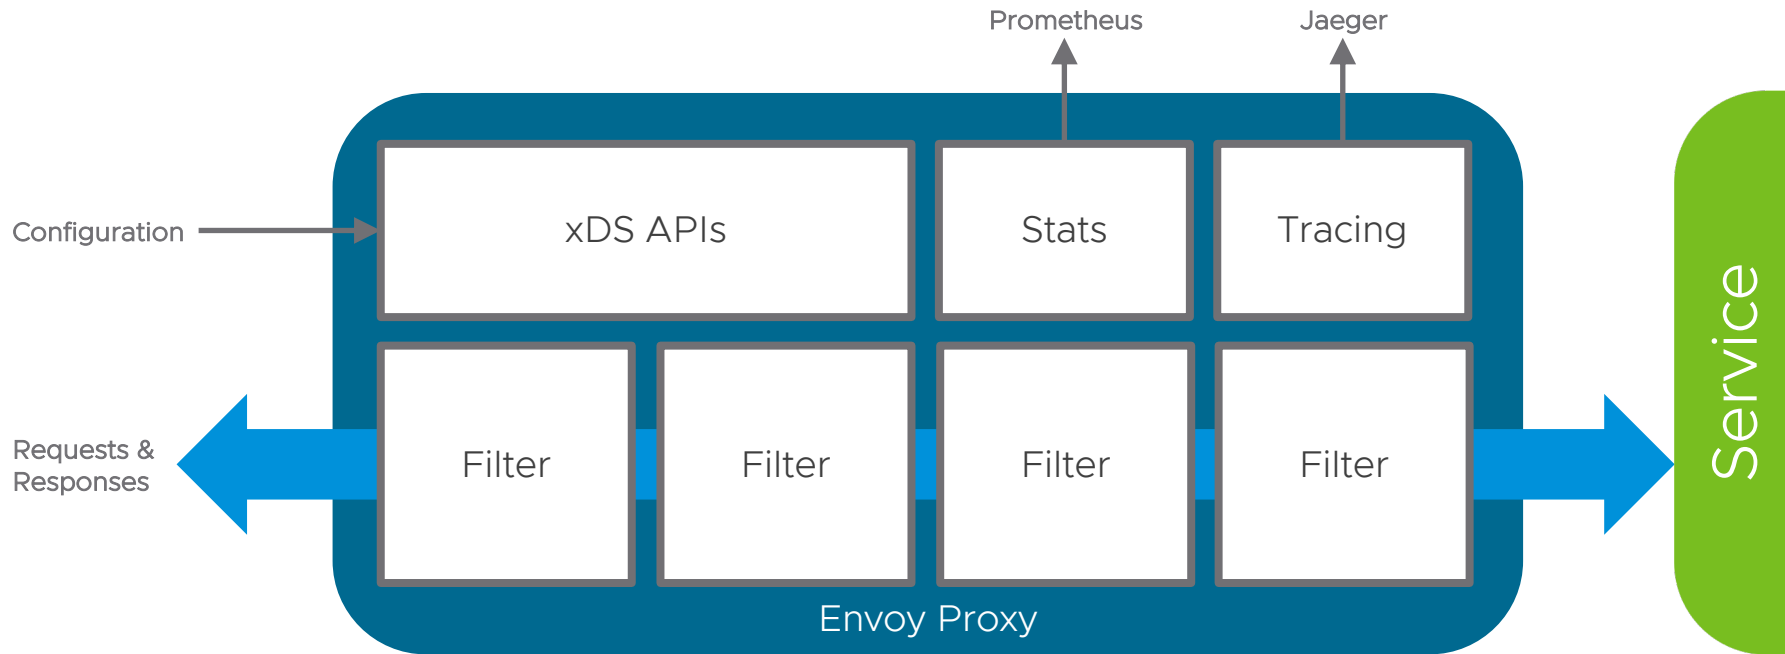 Prometheus
Jaeger
Configuration
xDS APIs
Stats
Tracing
Requests &
Responses
Filter
Filter
Filter
Filter
Envoy Proxy
Service